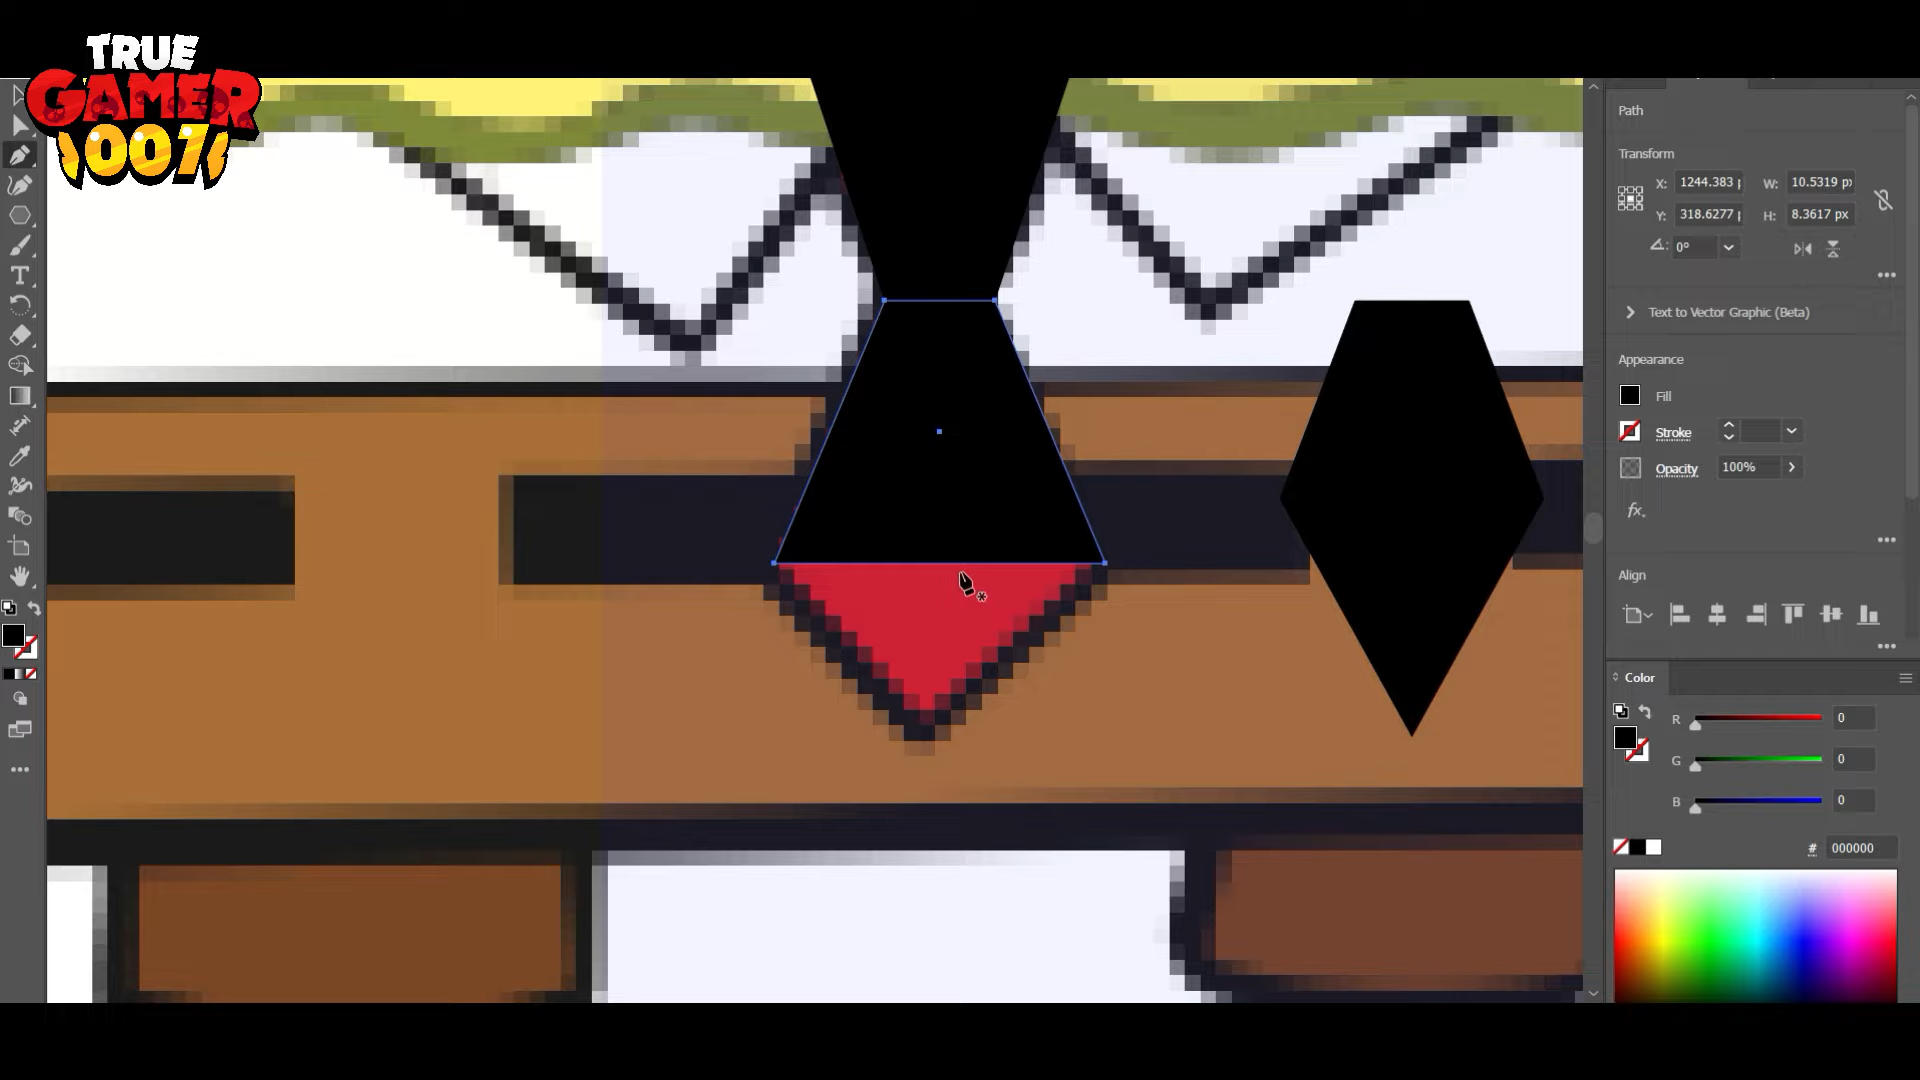 TRUE
GAMER
007
Path
Transform
X: 1244.383 p W: 10.5319 px
Y: 318.6277 p H: 8.3617 px
0°
Text to Vector Graphic (Beta)
Appearance
Fill
Stroke
Opacity 100%
fx.
Align
Color
R 0
G 0
B 0
# 000000